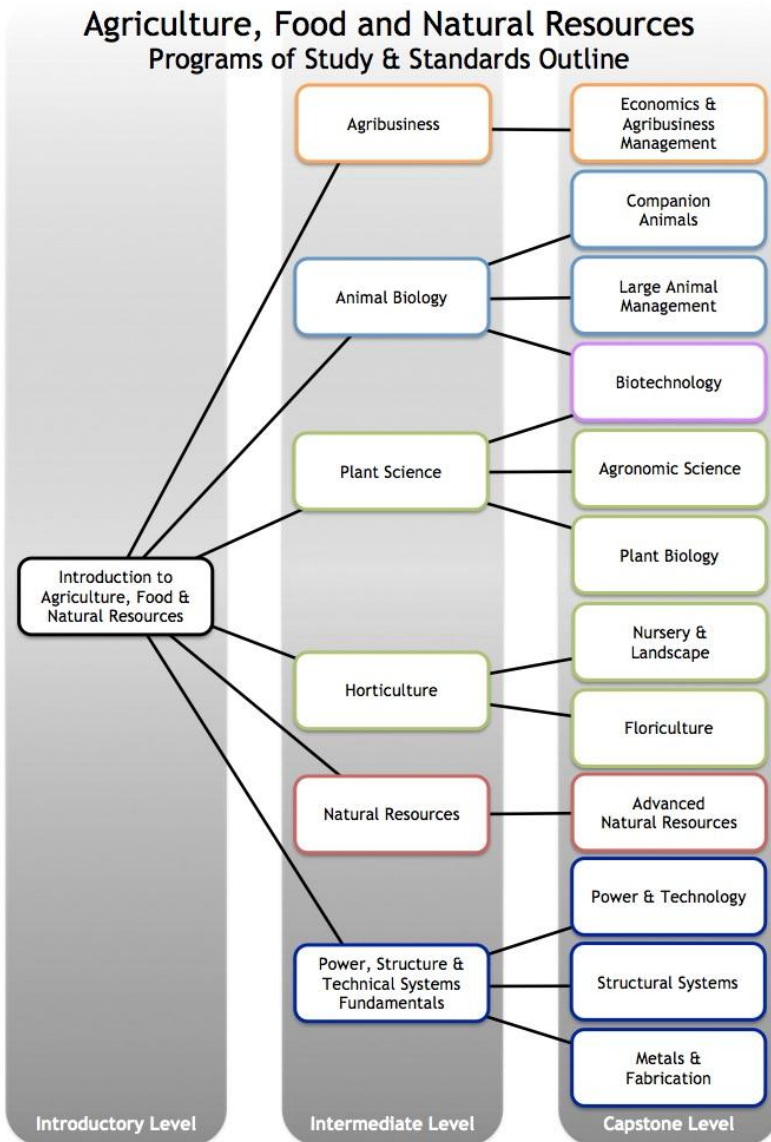 Agriculture, Food and Natural Resources
Programs of Study & Standards Outline
Agribusiness
Economics &
Agribusiness
Management
Companion
Animals
Animal Biology
Large Animal
Management
Biotechnology
Plant Science
Agronomic Science
Plant Biology
Introduction to
Agriculture, Food &
Natural Resources
Nursery &
Landscape
Horticulture
Floriculture
Natural Resources
Advanced
Natural Resources
Power & Technology
Power, Structure &
Technical Systems
Fundamentals
Structural Systems
Metals &
Fabrication
Introductory Level
Intermediate Level
Capstone Level